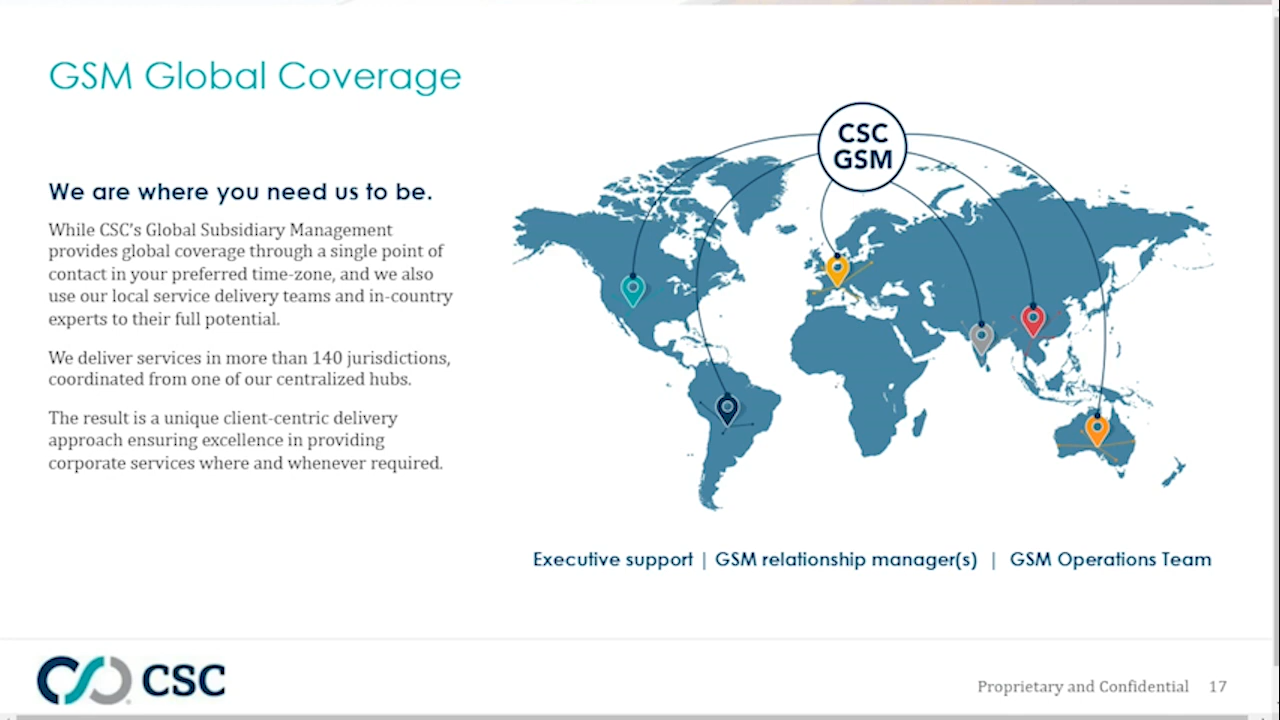 GSM Global Coverage
CSC
GSM
We are where you need us to be.
While CSC's Global Subsidiary Management
provides global coverage through a single point of
contact in your preferred time-zone, and we also
use our local service delivery teams and in-country
experts to their full potential.
We deliver services in more than 140 jurisdictions,
coordinated from one of our centralized hubs.
The result is a unique client-centric delivery
approach ensuring excellence in providing
corporate services where and whenever required.
Executive support | GSM relationship manager(s) | GSM Operations Team
CSC
Proprietary and Confidential 17